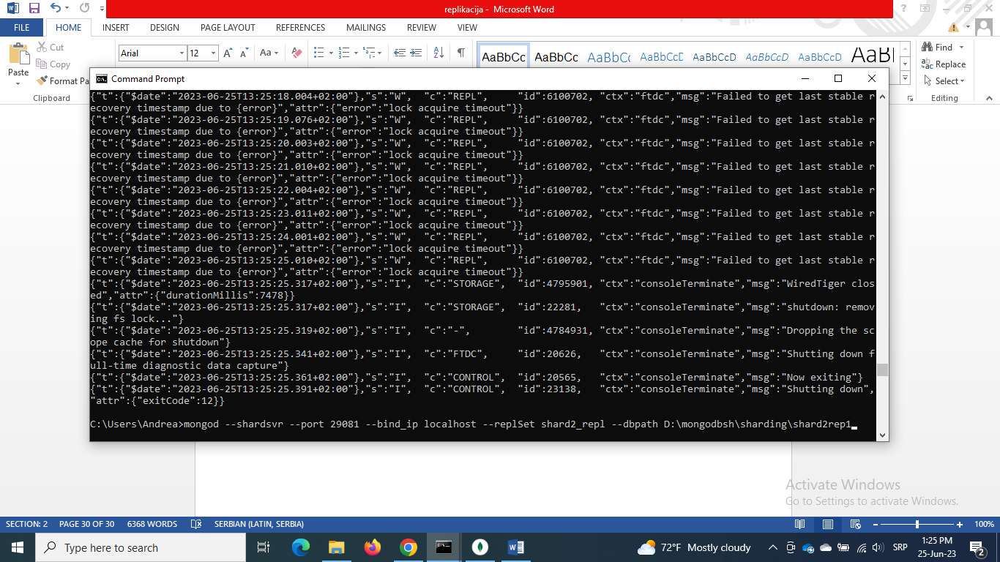 replikacija - Microsoft Word
FILE HOME INSERT DESIGN PAGE LAYOUT REFERENCES MAILINGS REVIEW VIEW
Cut
Copy
Format Pa
Paste
Clipboard
Arial 12
Aa
AaBbCc AaBbCc AaBbC AaBbCcD AaBbCcD AaBbCcD AaBbCcD AaBI
Find
Replace
Select
Editing
Command Prompt
{"t":{"$date":"2023-06-25T13:25:18.004+02:00"},"s":"W", "c":"REPL", "id":6100702, "ctx":"ftdc","msg":"Failed to get last stable r
ecovery timestamp due to {error}","attr":{"error":"lock acquire timeout"}}
{"t":{"$date":"2023-06-25T13:25:19.076+02:00"},"s":"W", "c":"REPL", "id":6100702, "ctx":"ftdc","msg":"Failed to get last stable r
ecovery timestamp due to {error}","attr":{"error":"lock acquire timeout"}}
{"t":{"$date":"2023-06-25T13:25:20.003+02:00"},"s":"W", "c":"REPL", "id":6100702, "ctx":"ftdc","msg":"Failed to get last stable r
ecovery timestamp due to {error}","attr":{"error":"lock acquire timeout"}}
{"t":{"$date":"2023-06-25T13:25:21.010+02:00"},"s":"W", "c":"REPL", "id":6100702, "ctx":"ftdc","msg":"Failed to get last stable r
ecovery timestamp due to {error}","attr":{"error":"lock acquire timeout"}}
{"t":{"$date":"2023-06-25T13:25:22.004+02:00"},"s":"W", "c":"REPL", "id":6100702, "ctx":"ftdc","msg":"Failed to get last stable r
ecovery timestamp due to {error}","attr":{"error":"lock acquire timeout"}}
{"t":{"$date":"2023-06-25T13:25:23.011+02:00"},"s":"W", "c":"REPL", "id":6100702, "ctx":"ftdc","msg":"Failed to get last stable r
ecovery timestamp due to {error}","attr":{"error":"lock acquire timeout"}}
{"t":{"$date":"2023-06-25T13:25:24.001+02:00"},"s":"W", "c":"REPL", "id":6100702, "ctx":"ftdc","msg":"Failed to get last stable r
ecovery timestamp due to {error}","attr":{"error":"lock acquire timeout"}}
{"t":{"$date":"2023-06-25T13:25:25.010+02:00"},"s":"W", "c":"REPL", "id":6100702, "ctx":"ftdc","msg":"Failed to get last stable r
ecovery timestamp due to {error}","attr":{"error":"lock acquire timeout"}}
{"t":{"$date":"2023-06-25T13:25:25.317+02:00"},"s":"I", "c":"STORAGE", "id":4795901, "ctx":"consoleTerminate","msg":"WiredTiger clos
ed","attr":{"durationMillis":7478}}
{"t":{"$date":"2023-06-25T13:25:25.317+02:00"},"s":"I", "c":"STORAGE", "id":22281, "ctx":"consoleTerminate","msg":"shutdown: remov
ing fs lock..."}
{"t":{"$date":"2023-06-25T13:25:25.319+02:00"},"s":"I", "c":"-", "id":4784931, "ctx":"consoleTerminate","msg":"Dropping the sc
ope cache for shutdown"}
{"t":{"$date":"2023-06-25T13:25:25.341+02:00"},"s":"I", "c":"FTDC", "id":20626, "ctx":"consoleTerminate","msg":"Shutting down f
ull-time diagnostic data capture"}
{"t":{"$date":"2023-06-25T13:25:25.361+02:00"},"s":"I", "c":"CONTROL", "id":20565, "ctx":"consoleTerminate","msg":"Now exiting"}
{"t":{"$date":"2023-06-25T13:25:25.391+02:00"},"s":"I", "c":"CONTROL", "id":23138, "ctx":"consoleTerminate","msg":"Shutting down",
"attr":{"exitCode":12}}
C:\Users\Andrea>mongod --shardsvr --port 29081 --bind_ip localhost --replSet shard2_repl --dbpath D:\mongodbsh\sharding\shard2rep1
Activate Windows
Go to Settings to activate Windows.
SECTION: 2 PAGE 30 OF 30 6368 WORDS SERBIAN (LATIN, SERBIA) 100%
Type here to search
72°F Mostly cloudy
SRP
1:25 PM
25-Jun-23
2